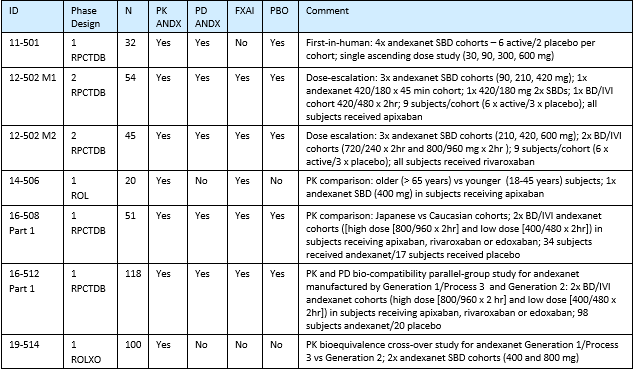 ID Phase Design N PK ANDX PD ANDX FXAI PBO Comment
11-501 1 RPCTDB 32 Yes Yes No Yes First-in-human: 4x andexanet SBD cohorts – 6 active/2 placebo per
cohort; single ascending dose study (30, 90, 300, 600 mg)
12-502 M1 2 RPCTDB 54 Yes Yes Yes Yes Dose-escalation: 3x andexanet SBD cohorts (90, 210, 420 mg); 1x
andexanet 420/180 x 45 min cohort; 1x 420/180 mg 2x SBDs; 1x BD/IVI
cohort 420/480 x 2hr; 9 subjects/cohort (6 x active/3 x placebo); all
subjects received apixaban
12-502 M2 2 RPCTDB 45 Yes Yes Yes Yes Dose escalation: 3x andexanet SBD cohorts (210, 420, 600 mg); 2x BD/IVI
cohorts (720/240 x 2hr and 800/960 mg x 2hr ); 9 subjects/cohort (6 x
active/3 x placebo); all subjects received rivaroxaban
14-506 1 ROL 20 Yes No Yes No PK comparison: older (> 65 years) vs younger (18-45 years) subjects; 1x
andexanet SBD (400 mg) in subjects receiving apixaban
16-508 Part 1 1 RPCTDB 51 Yes Yes Yes Yes PK comparison: Japanese vs Caucasian cohorts; 2x BD/IVI andexanet
cohorts ([high dose [800/960 x 2hr] and low dose [400/480 x 2hr]) in
subjects receiving apixaban, rivaroxaban or edoxaban; 34 subjects
received andexanet/17 subjects received placebo
16-512 Part 1 1 RPCTDB 118 Yes Yes Yes Yes PK and PD bio-compatibility parallel-group study for andexanet
manufactured by Generation 1/Process 3 and Generation 2: 2x BD/IVI
andexanet cohorts (high dose [800/960 x 2 hr] and low dose [400/480 x
2hr]) in subjects receiving apixaban, rivaroxaban or edoxaban; 98
subjects andexanet/20 placebo
19-514 1 ROLXO 100 Yes No No No PK bioequivalence cross-over study for andexanet Generation 1/Process
3 vs Generation 2; 2x andexanet SBD cohorts (400 and 800 mg)